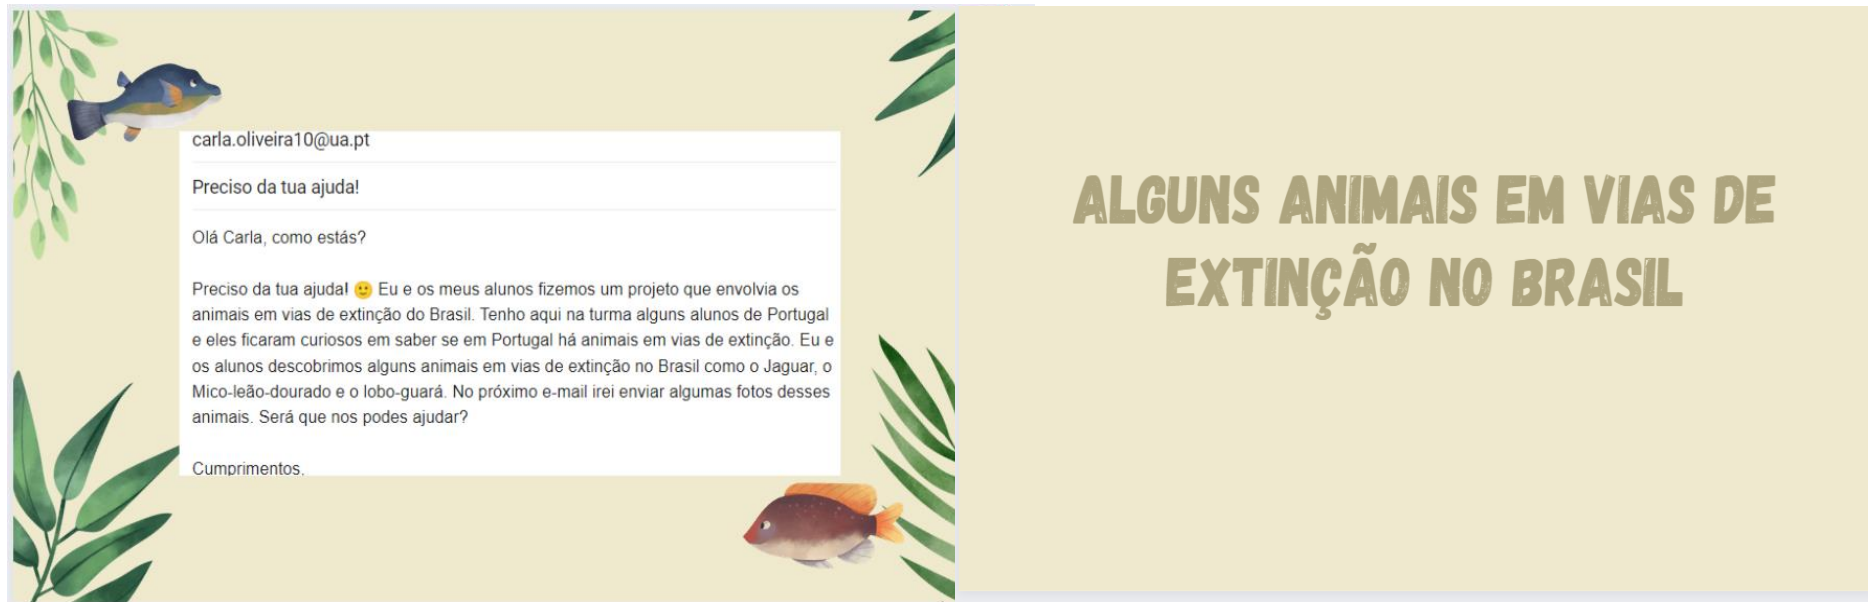 carla.oliveira10@ua.pt
Preciso da tua ajuda!
Olá Carla, como estás?
Preciso da tua ajuda! 🙂 Eu e os meus alunos fizemos um projeto que envolvia os
animais em vias de extinção do Brasil. Tenho aqui na turma alguns alunos de Portugal
e eles ficaram curiosos em saber se em Portugal há animais em vias de extinção. Eu e
os alunos descobrimos alguns animais em vias de extinção no Brasil como o Jaguar, o
Mico-leão-dourado e o lobo-guará. No próximo e-mail irei enviar algumas fotos desses
animais. Será que nos podes ajudar?
Cumprimentos,
ALGUNS ANIMAIS EM VIAS DE
EXTINÇÃO NO BRASIL